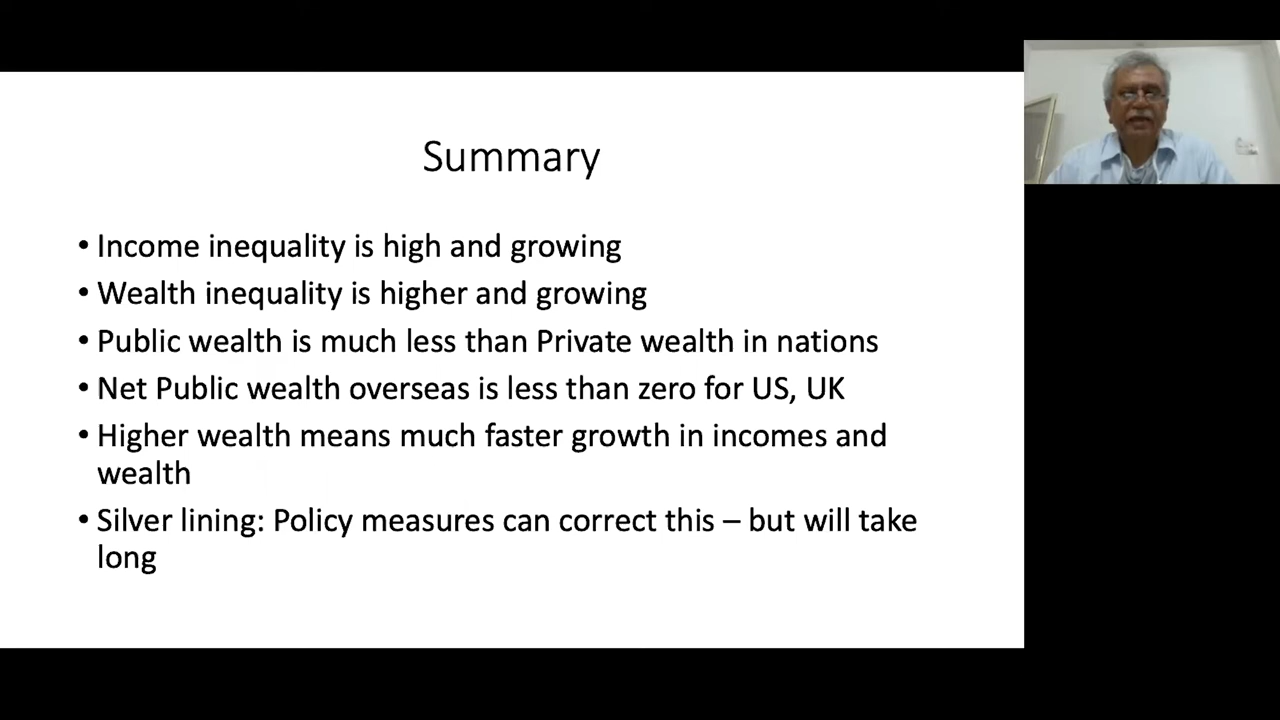 Summary
• Income inequality is high and growing
• Wealth inequality is higher and growing
• Public wealth is much less than Private wealth in nations
• Net Public wealth overseas is less than zero for US, UK
• Higher wealth means much faster growth in incomes and
wealth
• Silver lining: Policy measures can correct this – but will take
long